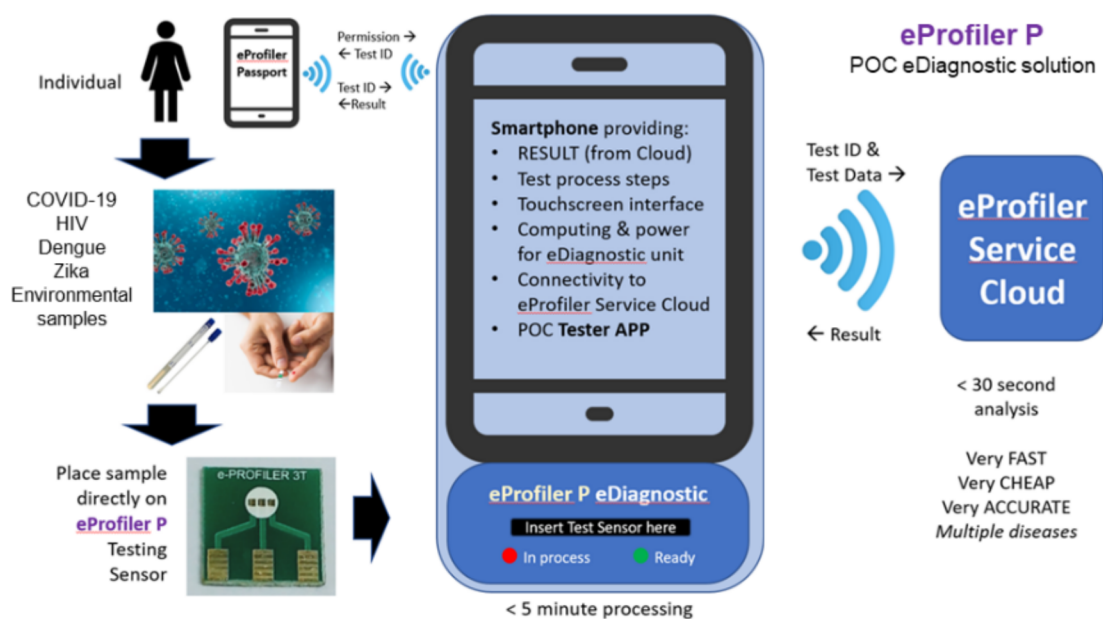 eProfiler P
POC eDiagnostic solution
Individual
eProfiler
Passport
Permission →
← Test ID
Test ID →
←Result
COVID-19
HIV
Dengue
Zika
Environmental
samples
Place sample
directly on
eProfiler P
Testing
Sensor
e-PROFILER 3T
Smartphone providing:
• RESULT (from Cloud)
• Test process steps
• Touchscreen interface
• Computing & power
for eDiagnostic unit
• Connectivity to
eProfiler Service Cloud
• POC Tester APP
eProfiler P eDiagnostic
Insert Test Sensor here
In process
Ready
< 5 minute processing
Test ID &
Test Data →
← Result
eProfiler
Service
Cloud
< 30 second
analysis
Very FAST
Very CHEAP
Very ACCURATE
Multiple diseases